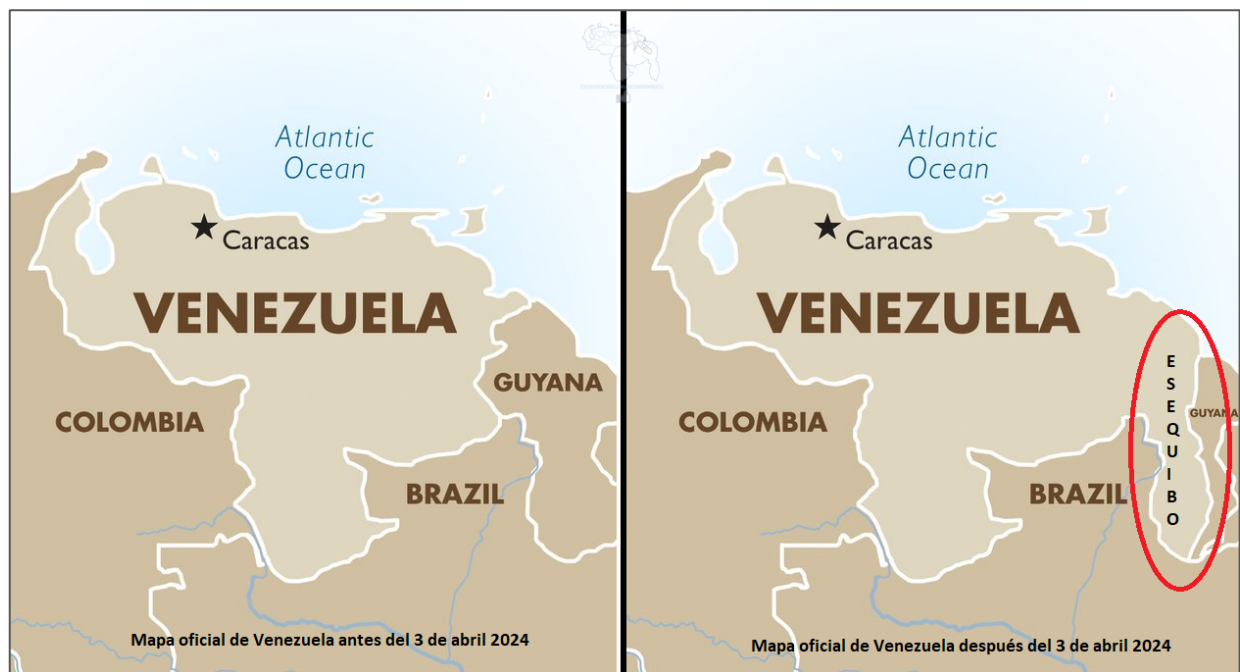 Atlantic
Ocean
Caracas
VENEZUELA
GUYANA
COLOMBIA
BRAZIL
Mapa oficial de Venezuela antes del 3 de abril 2024
Atlantic
Ocean
Caracas
VENEZUELA
ESEQUIBO
GUYANA
COLOMBIA
BRAZIL
Mapa oficial de Venezuela después del 3 de abril 2024